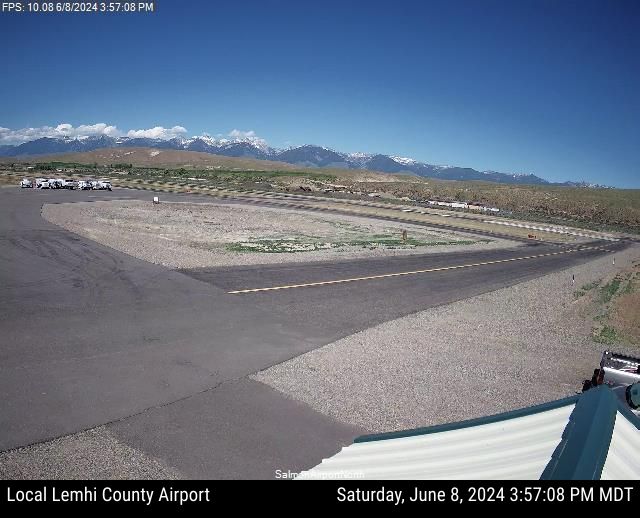 FPS: 10.08 6/8/2024 3:57:08 PM
SalmonAirportNorth
Local Lemhi County Airport
Saturday, June 8, 2024 3:57:08 PM MDT